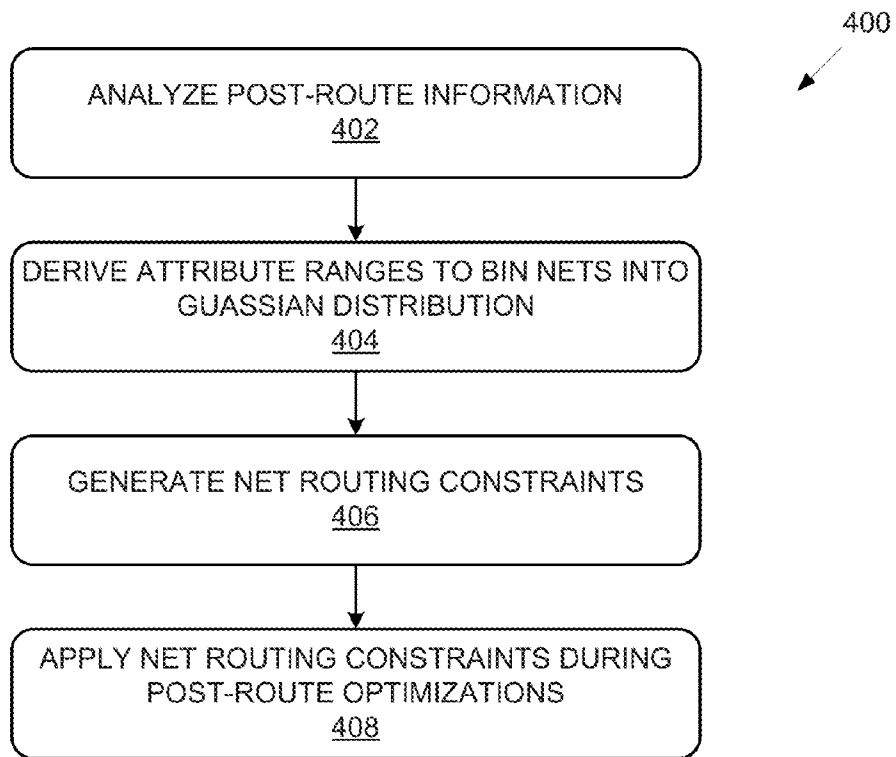 400
ANALYZE POST-ROUTE INFORMATION
402
DERIVE ATTRIBUTE RANGES TO BIN NETS INTO
GUASSIAN DISTRIBUTION
404
GENERATE NET ROUTING CONSTRAINTS
406
APPLY NET ROUTING CONSTRAINTS DURING
POST-ROUTE OPTIMIZATIONS
408